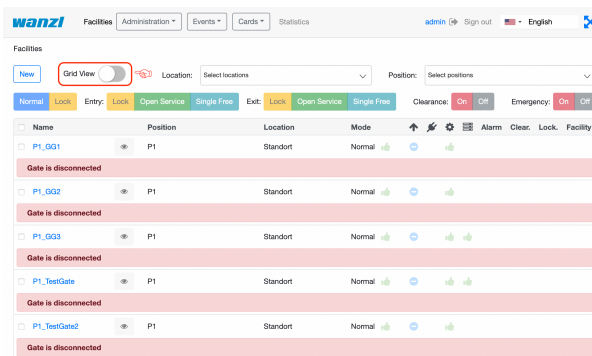 wanzl Facilities Administration Events Cards Statistics admin Sign out English
Facilities
New Grid View Location: Select locations Position: Select positions
Normal Lock Entry: Lock Open Service Single Free Exit: Lock Open Service Single Free Clearance: On Off Emergency: On Off
Name Position Location Mode Alarm Clear. Lock. Facility
P1_GG1 P1 Standort Normal
Gate is disconnected
P1_GG2 P1 Standort Normal
Gate is disconnected
P1_GG3 P1 Standort Normal
Gate is disconnected
P1_TestGate P1 Standort Normal
Gate is disconnected
P1_TestGate2 P1 Standort Normal
Gate is disconnected